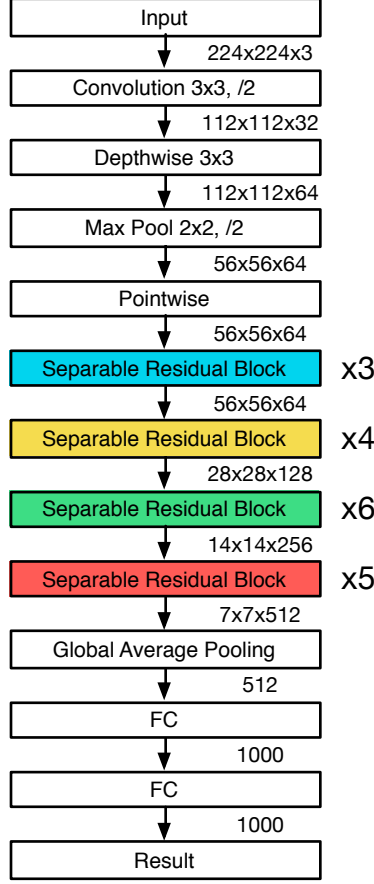 Input
224x224x3
Convolution 3x3, /2
112x112x32
Depthwise 3x3
112x112x64
Max Pool 2x2, /2
56x56x64
Pointwise
56x56x64
Separable Residual Block x3
56x56x64
Separable Residual Block x4
28x28x128
Separable Residual Block x6
14x14x256
Separable Residual Block x5
7x7x512
Global Average Pooling
512
FC
1000
FC
1000
Result